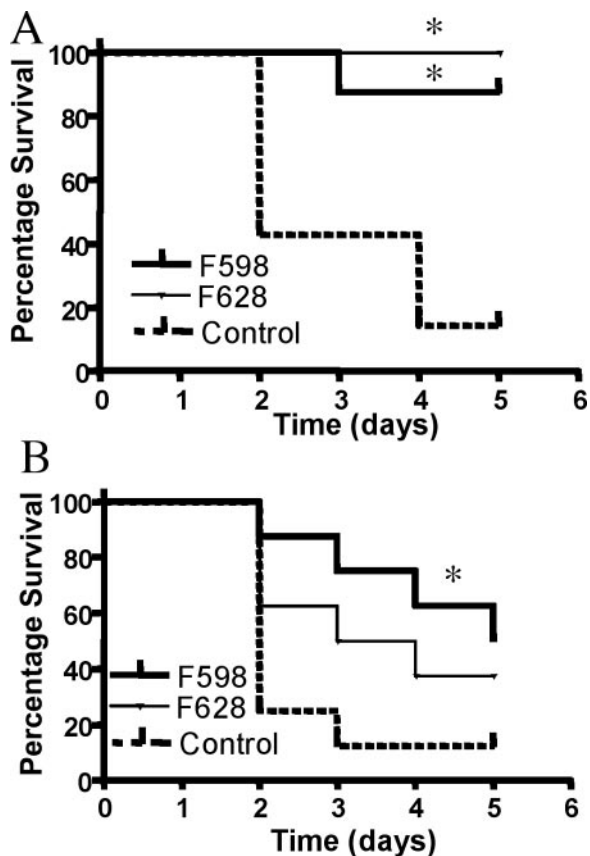 A
*
100
*
80
60
40
20
0
Percentage Survival
F598
F628
Control
0 1 2 3 4 5 6
Time (days)
B
100
80
60
40
20
0
Percentage Survival
*
F598
F628
Control
0 1 2 3 4 5 6
Time (days)